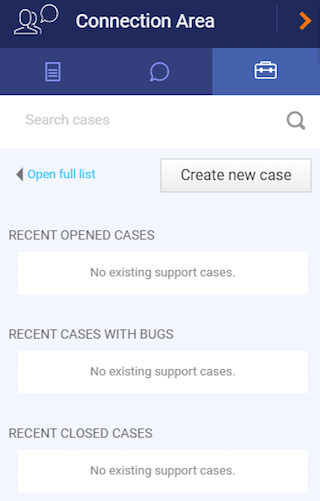 Connection Area
Search cases
Open full list
Create new case
RECENT OPENED CASES
No existing support cases.
RECENT CASES WITH BUGS
No existing support cases.
RECENT CLOSED CASES
No existing support cases.